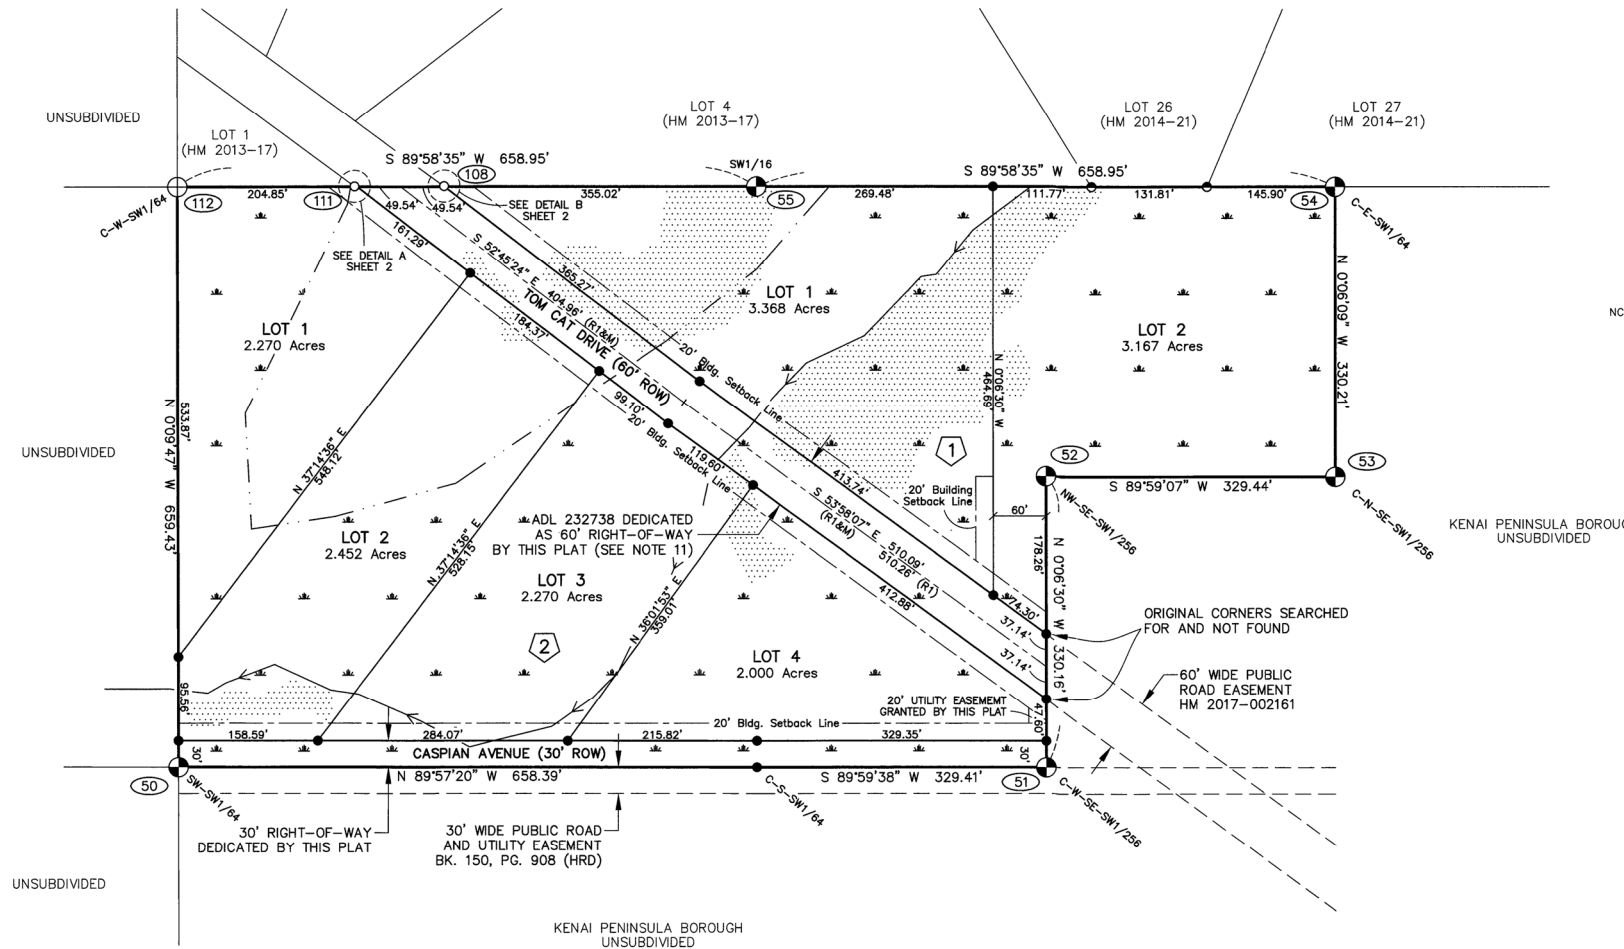 LOT 4
(HM 2013-17)
LOT 26
(HM 2014-21)
LOT 27
(HM 2014-21)
UNSUBDIVIDED
LOT 1
(HM 2013-17)
S 89°58'35" W 658.95'
108
SW1/16
S 89°58'35" W 658.95'
C-W-SW1/64
112
204.85'
111
49.54'
49.54'
SEE DETAIL B
SHEET 2
355.02'
55
269.48'
111.77'
131.81'
145.90'
54
C-E-SW1/64
161.29'
SEE DETAIL A
SHEET 2
S 52°45'24" E 404.96' (R1&M)
365.27'
TOM CAT DRIVE (60' ROW)
184.37'
LOT 1
3.368 Acres
LOT 1
2.270 Acres
LOT 2
3.167 Acres
N 0°06'09" W 330.21'
NC
20' Bldg. Setback Line
N 0°06'30" W
464.69'
99.10'
20' Bldg. Setback Line
119.60'
533.87'
N 0°09'47" W 659.43'
N 37°14'36" E
548.12'
UNSUBDIVIDED
1
52
53
413.74'
S 89°59'07" W 329.44'
20' Building
Setback Line
60'
NW-SE-SW1/256
C-N-SE-SW1/256
KENAI PENINSULA BOROU
UNSUBDIVIDED
S 53°58'07" E 510.09'
(R1&M) 510.26' (R1)
ADL 232738 DEDICATED
AS 60' RIGHT-OF-WAY
BY THIS PLAT (SEE NOTE 11)
LOT 2
2.452 Acres
N 37°14'36" E
528.15'
LOT 3
2.270 Acres
N 36°01'53" E
359.01'
412.88'
178.26'
N 0°06'30" W 330.16'
74.30'
37.14'
37.14'
ORIGINAL CORNERS SEARCHED
FOR AND NOT FOUND
2
LOT 4
2.000 Acres
60' WIDE PUBLIC
ROAD EASEMENT
HM 2017-002161
95.56'
20' UTILITY EASEMEMT
GRANTED BY THIS PLAT
47.60'
20' Bldg. Setback Line
158.59'
284.07'
215.82'
329.35'
30'
CASPIAN AVENUE (30' ROW)
30'
50
N 89°57'20" W 658.39'
S 89°59'38" W 329.41'
51
SW-SW1/64
C-S-SW1/64
C-W-SE-SW1/256
30' RIGHT-OF-WAY
DEDICATED BY THIS PLAT
30' WIDE PUBLIC ROAD
AND UTILITY EASEMENT
BK. 150, PG. 908 (HRD)
UNSUBDIVIDED
KENAI PENINSULA BOROUGH
UNSUBDIVIDED